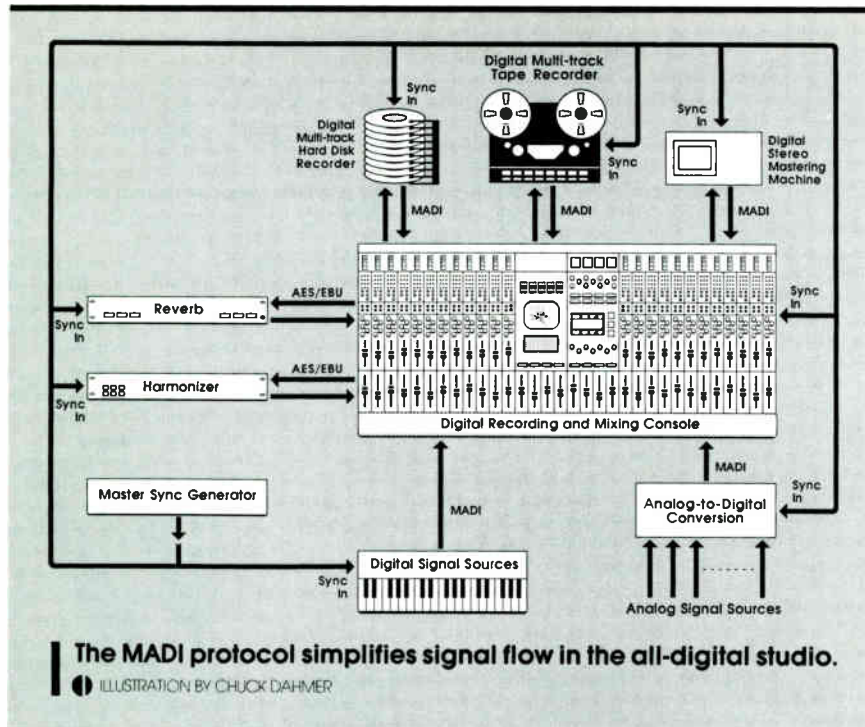 Digital Multi-track
Tape Recorder
Sync
In
Digital
Multi-track
Hard Disk
Recorder
Sync
In
Sync
In
Digital
Stereo
Mastering
Machine
MADI
MADI
MADI
AES/EBU
Reverb
Sync
In
Sync
In
AES/EBU
888
Harmonizer
Sync
In
Digital Recording and Mixing Console
Master Sync Generator
MADI
MADI
Sync
In
Analog-to-Digital
Conversion
Digital Signal Sources
Sync
In
Analog Signal Sources
The MADI protocol simplifies signal flow in the all-digital studio.
ILLUSTRATION BY CHUCK DAHMER